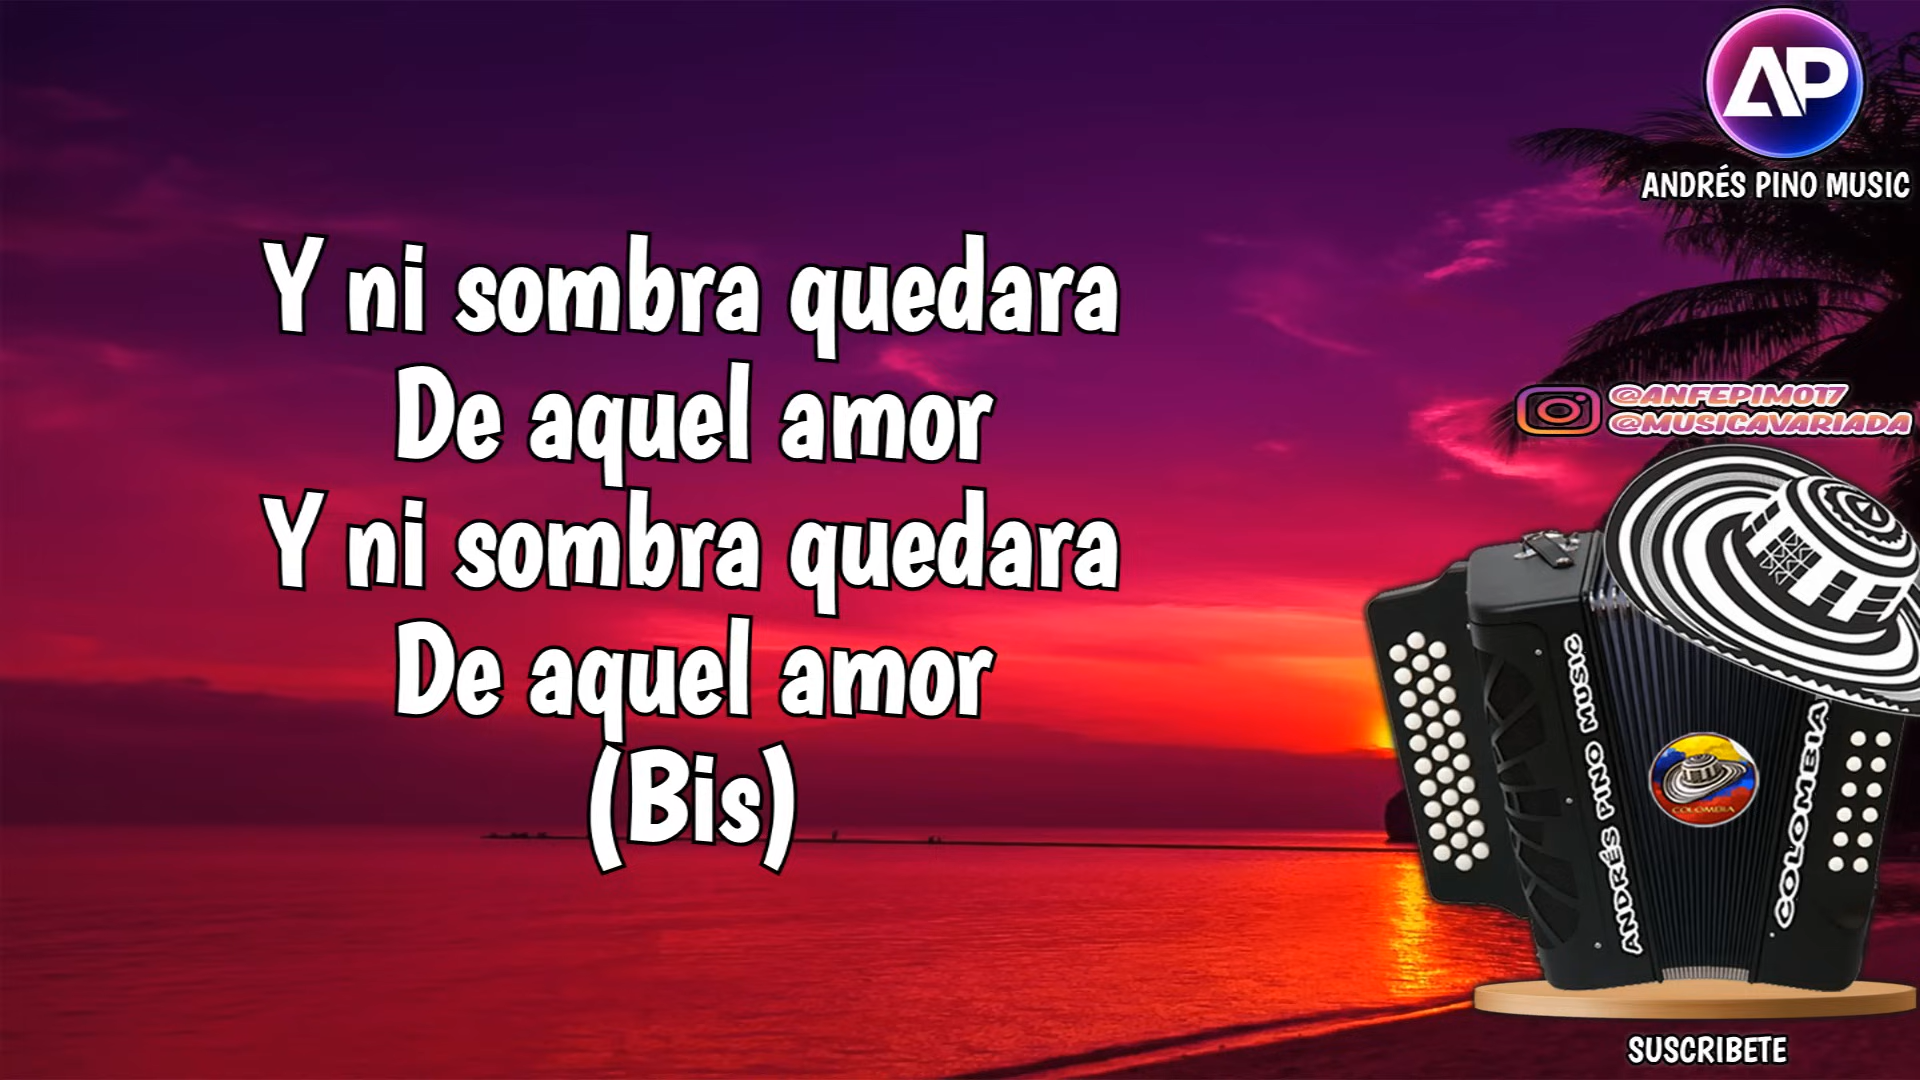 AP
ANDRÉS PINO MUSIC
Y ni sombra quedara
De aquel amor
Y ni sombra quedara
De aquel amor
(Bis)
@ANFEPIMO17
@MUSICAVARIADA
ANDRÉS PINO MUSIC
COLOMBIA
COLOMBIA
SUSCRIBETE